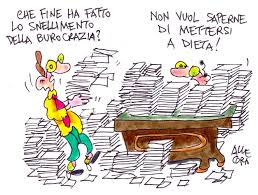 CHE FINE HA FATTO
LO SNELLIMENTO
DELLA BUROCRAZIA?
NON VUOL SAPERNE
DI METTERSI
A DIETA!